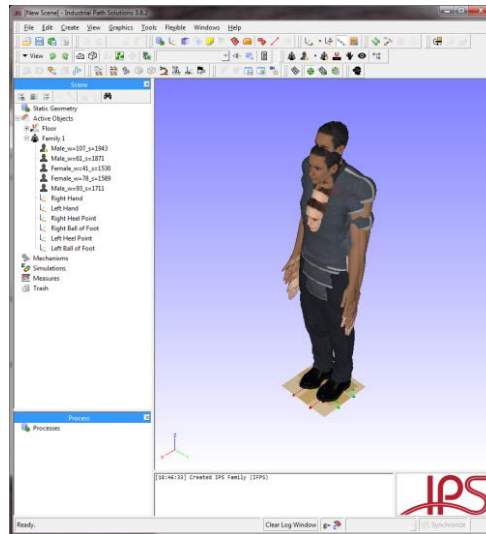 [New Scene] - Industrial Path Solutions 3.8.2
File Edit Create View Graphics Tools Flexible Windows Help
View
Scene
Static Geometry
Active Objects
Floor
Family 1
Male_w=107_s=1943
Male_w=61_s=1871
Female_w=41_s=1530
Female_w=78_s=1589
Male_w=93_s=1711
Right Hand
Left Hand
Right Heel Point
Right Ball of Foot
Left Heel Point
Left Ball of Foot
Mechanisms
Simulations
Measures
Trash
Process
Processes
[18:46:33] Created IPS Family (IFPS)
IPS
Ready.
Clear Log Window
g=
Synchronize